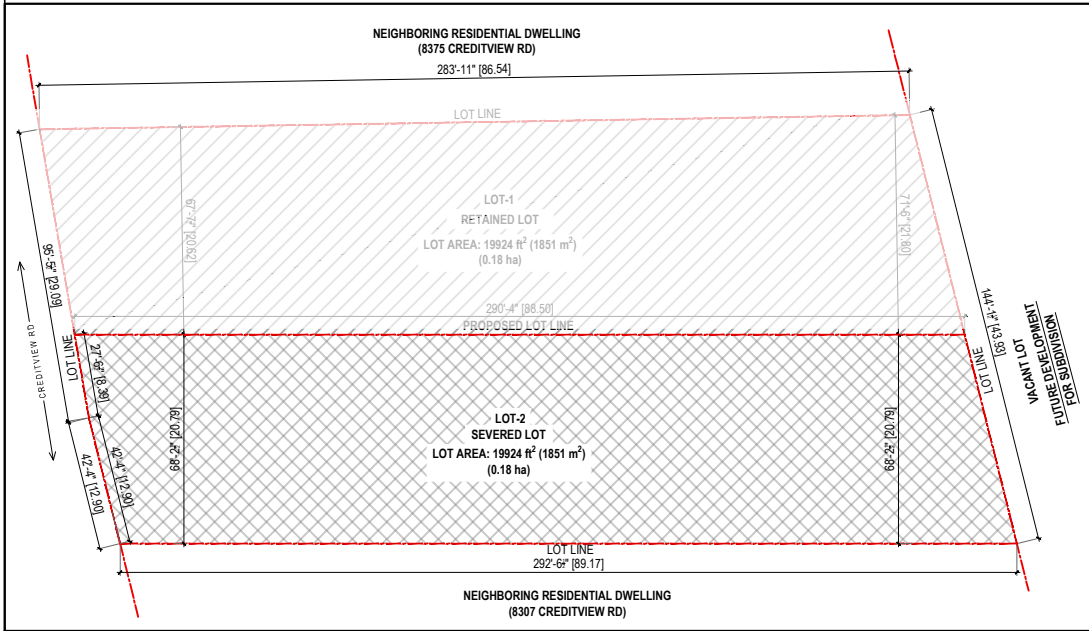 NEIGHBORING RESIDENTIAL DWELLING
(8375 CREDITVIEW RD)
283'-11" [86.54]
LOT LINE
67'-7 [20.62]
71'-6" [21.80]
LOT-1
RETAINED LOT
LOT AREA: 19924 ft² (1851 m²)
(0.18 ha)
95'-5 [29.09]
CREDITVIEW RD
LOT LINE
290'-4" [88.50]
PROPOSED LOT LINE
27'-6 [8.39]
42'-4" [12.90]
42'-4 [12.90]
68'-2 [20.79]
LOT-2
SEVERED LOT
LOT AREA: 19924 ft² (1851 m²)
(0.18 ha)
68'-2 [20.79]
LOT LINE
144'-1 [43.93]
VACANT LOT
FUTURE DEVELOPMENT
FOR SUBDIVISION
LOT LINE
292'-6 [89.17]
NEIGHBORING RESIDENTIAL DWELLING
(8307 CREDITVIEW RD)